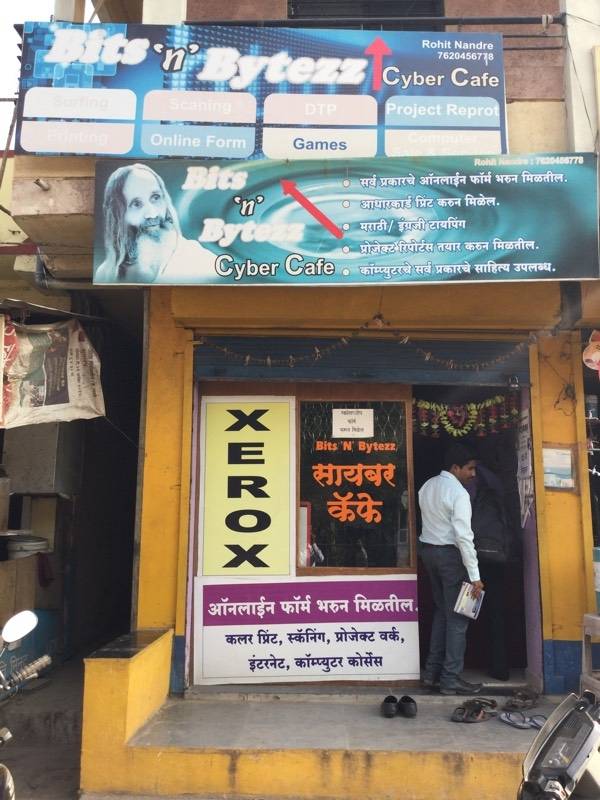 Bits 'n' Bytezz
Rohit Nandre
7620456778
Cyber Cafe
Surfing Scaning DTP Project Reprot
Printing Online Form Games Computer
Rohit Nandre : 7620456778
Bits
'n'
Bytezz
Cyber Cafe
सर्व प्रकारचे ऑनलाईन फॉर्म भरुन मिळतील.
आधारकार्ड प्रिंट करुन मिळेल.
मराठी/ इंग्रजी टायपिंग
प्रोजेक्ट रिपोर्टस तयार करुन मिळतील.
कॉम्प्युटरचे सर्व प्रकारचे साहित्य उपलब्ध.
XEROX
Bits 'N' Bytezz
सायबर
कॅफे
ऑनलाईन फॉर्म भरुन मिळतील.
कलर प्रिंट, स्कॅनिंग, प्रोजेक्ट वर्क,
इंटरनेट, कॉम्प्युटर कोर्सेस